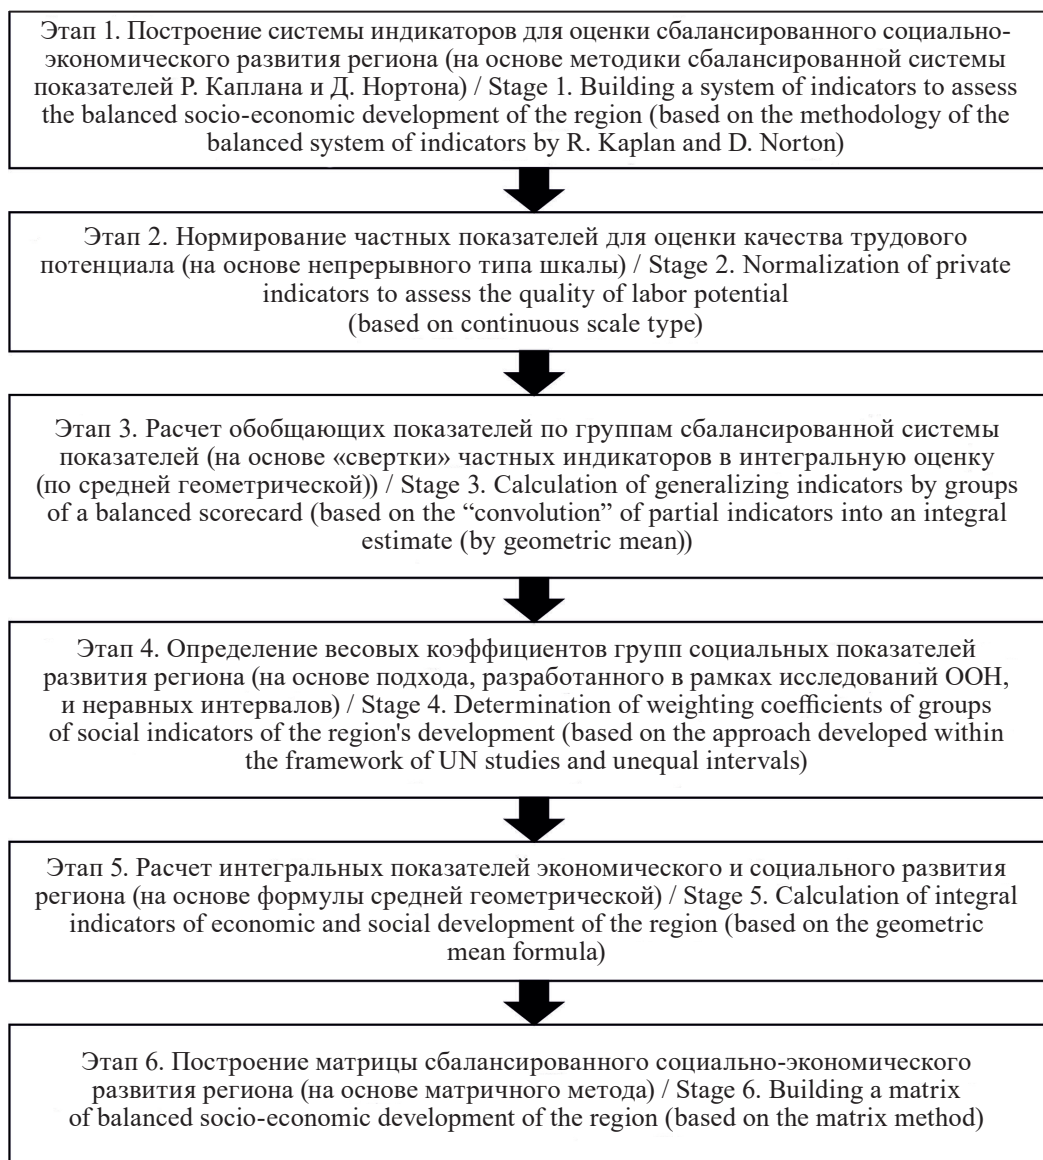 Этап 1. Построение системы индикаторов для оценки сбалансированного социально-
экономического развития региона (на основе методики сбалансированной системы
показателей Р. Каплана и Д. Нортона) / Stage 1. Building a system of indicators to assess
the balanced socio-economic development of the region (based on the methodology of the
balanced system of indicators by R. Kaplan and D. Norton)
Этап 2. Нормирование частных показателей для оценки качества трудового
потенциала (на основе непрерывного типа шкалы) / Stage 2. Normalization of private
indicators to assess the quality of labor potential
(based on continuous scale type)
Этап 3. Расчет обобщающих показателей по группам сбалансированной системы
показателей (на основе «свертки» частных индикаторов в интегральную оценку
(по средней геометрической)) / Stage 3. Calculation of generalizing indicators by groups
of a balanced scorecard (based on the “convolution” of partial indicators into an integral
estimate (by geometric mean))
Этап 4. Определение весовых коэффициентов групп социальных показателей
развития региона (на основе подхода, разработанного в рамках исследований ООН,
и неравных интервалов) / Stage 4. Determination of weighting coefficients of groups
of social indicators of the region's development (based on the approach developed within
the framework of UN studies and unequal intervals)
Этап 5. Расчет интегральных показателей экономического и социального развития
региона (на основе формулы средней геометрической) / Stage 5. Calculation of integral
indicators of economic and social development of the region (based on the geometric
mean formula)
Этап 6. Построение матрицы сбалансированного социально-экономического
развития региона (на основе матричного метода) / Stage 6. Building a matrix
of balanced socio-economic development of the region (based on the matrix method)